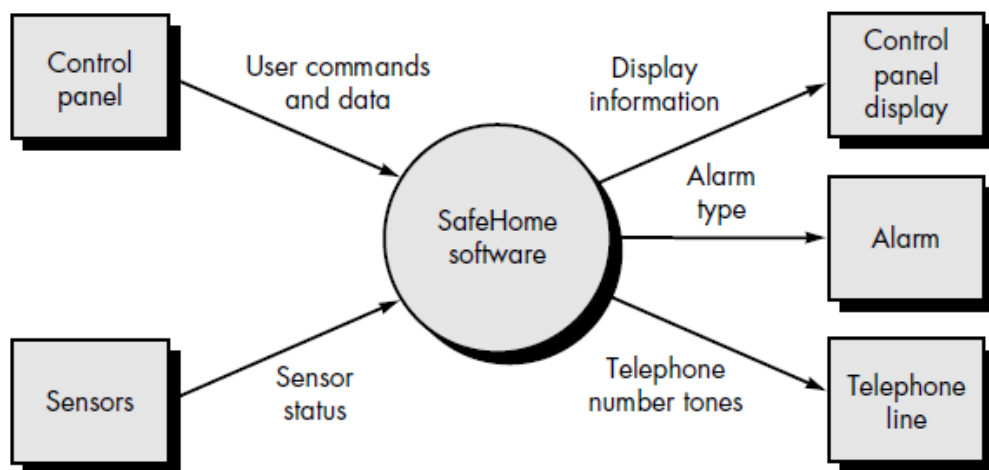 Control
panel
User commands
and data
Display
information
Control
panel
display
SafeHome
software
Alarm
type
Alarm
Sensors
Sensor
status
Telephone
number tones
Telephone
line